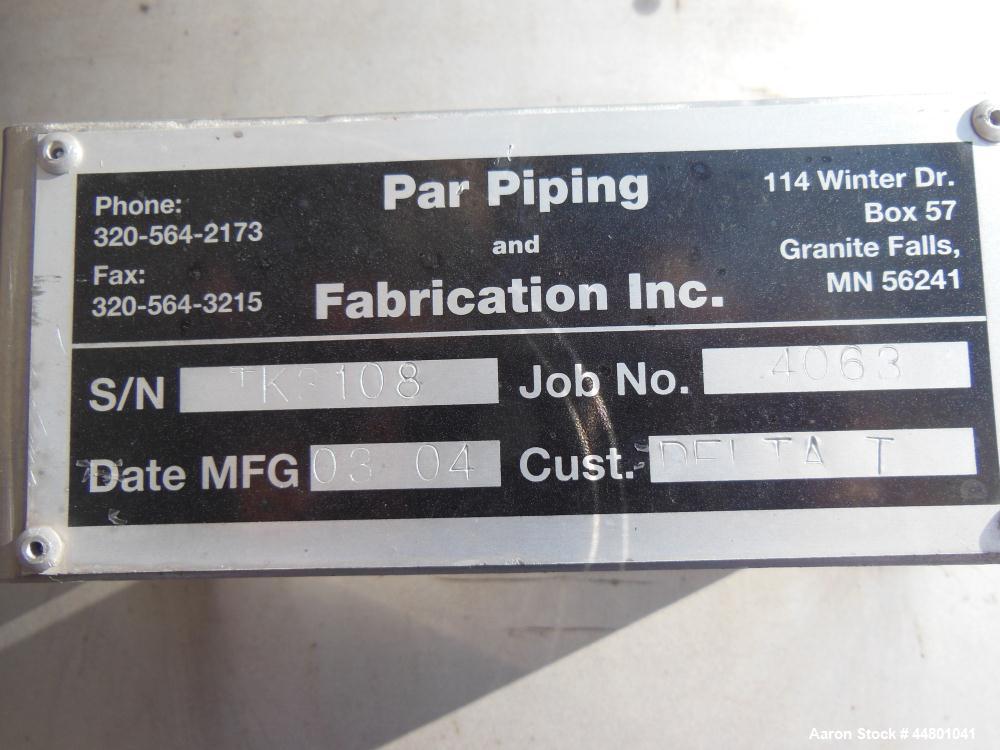 Par Piping
and
Fabrication Inc.
Phone:
320-564-2173
Fax:
320-564-3215
114 Winter Dr.
Box 57
Granite Falls,
MN 56241
S/N
Job No. 4063
Date MFG 03 04
Cust. DELTA T
Aaron Stock # 44801041